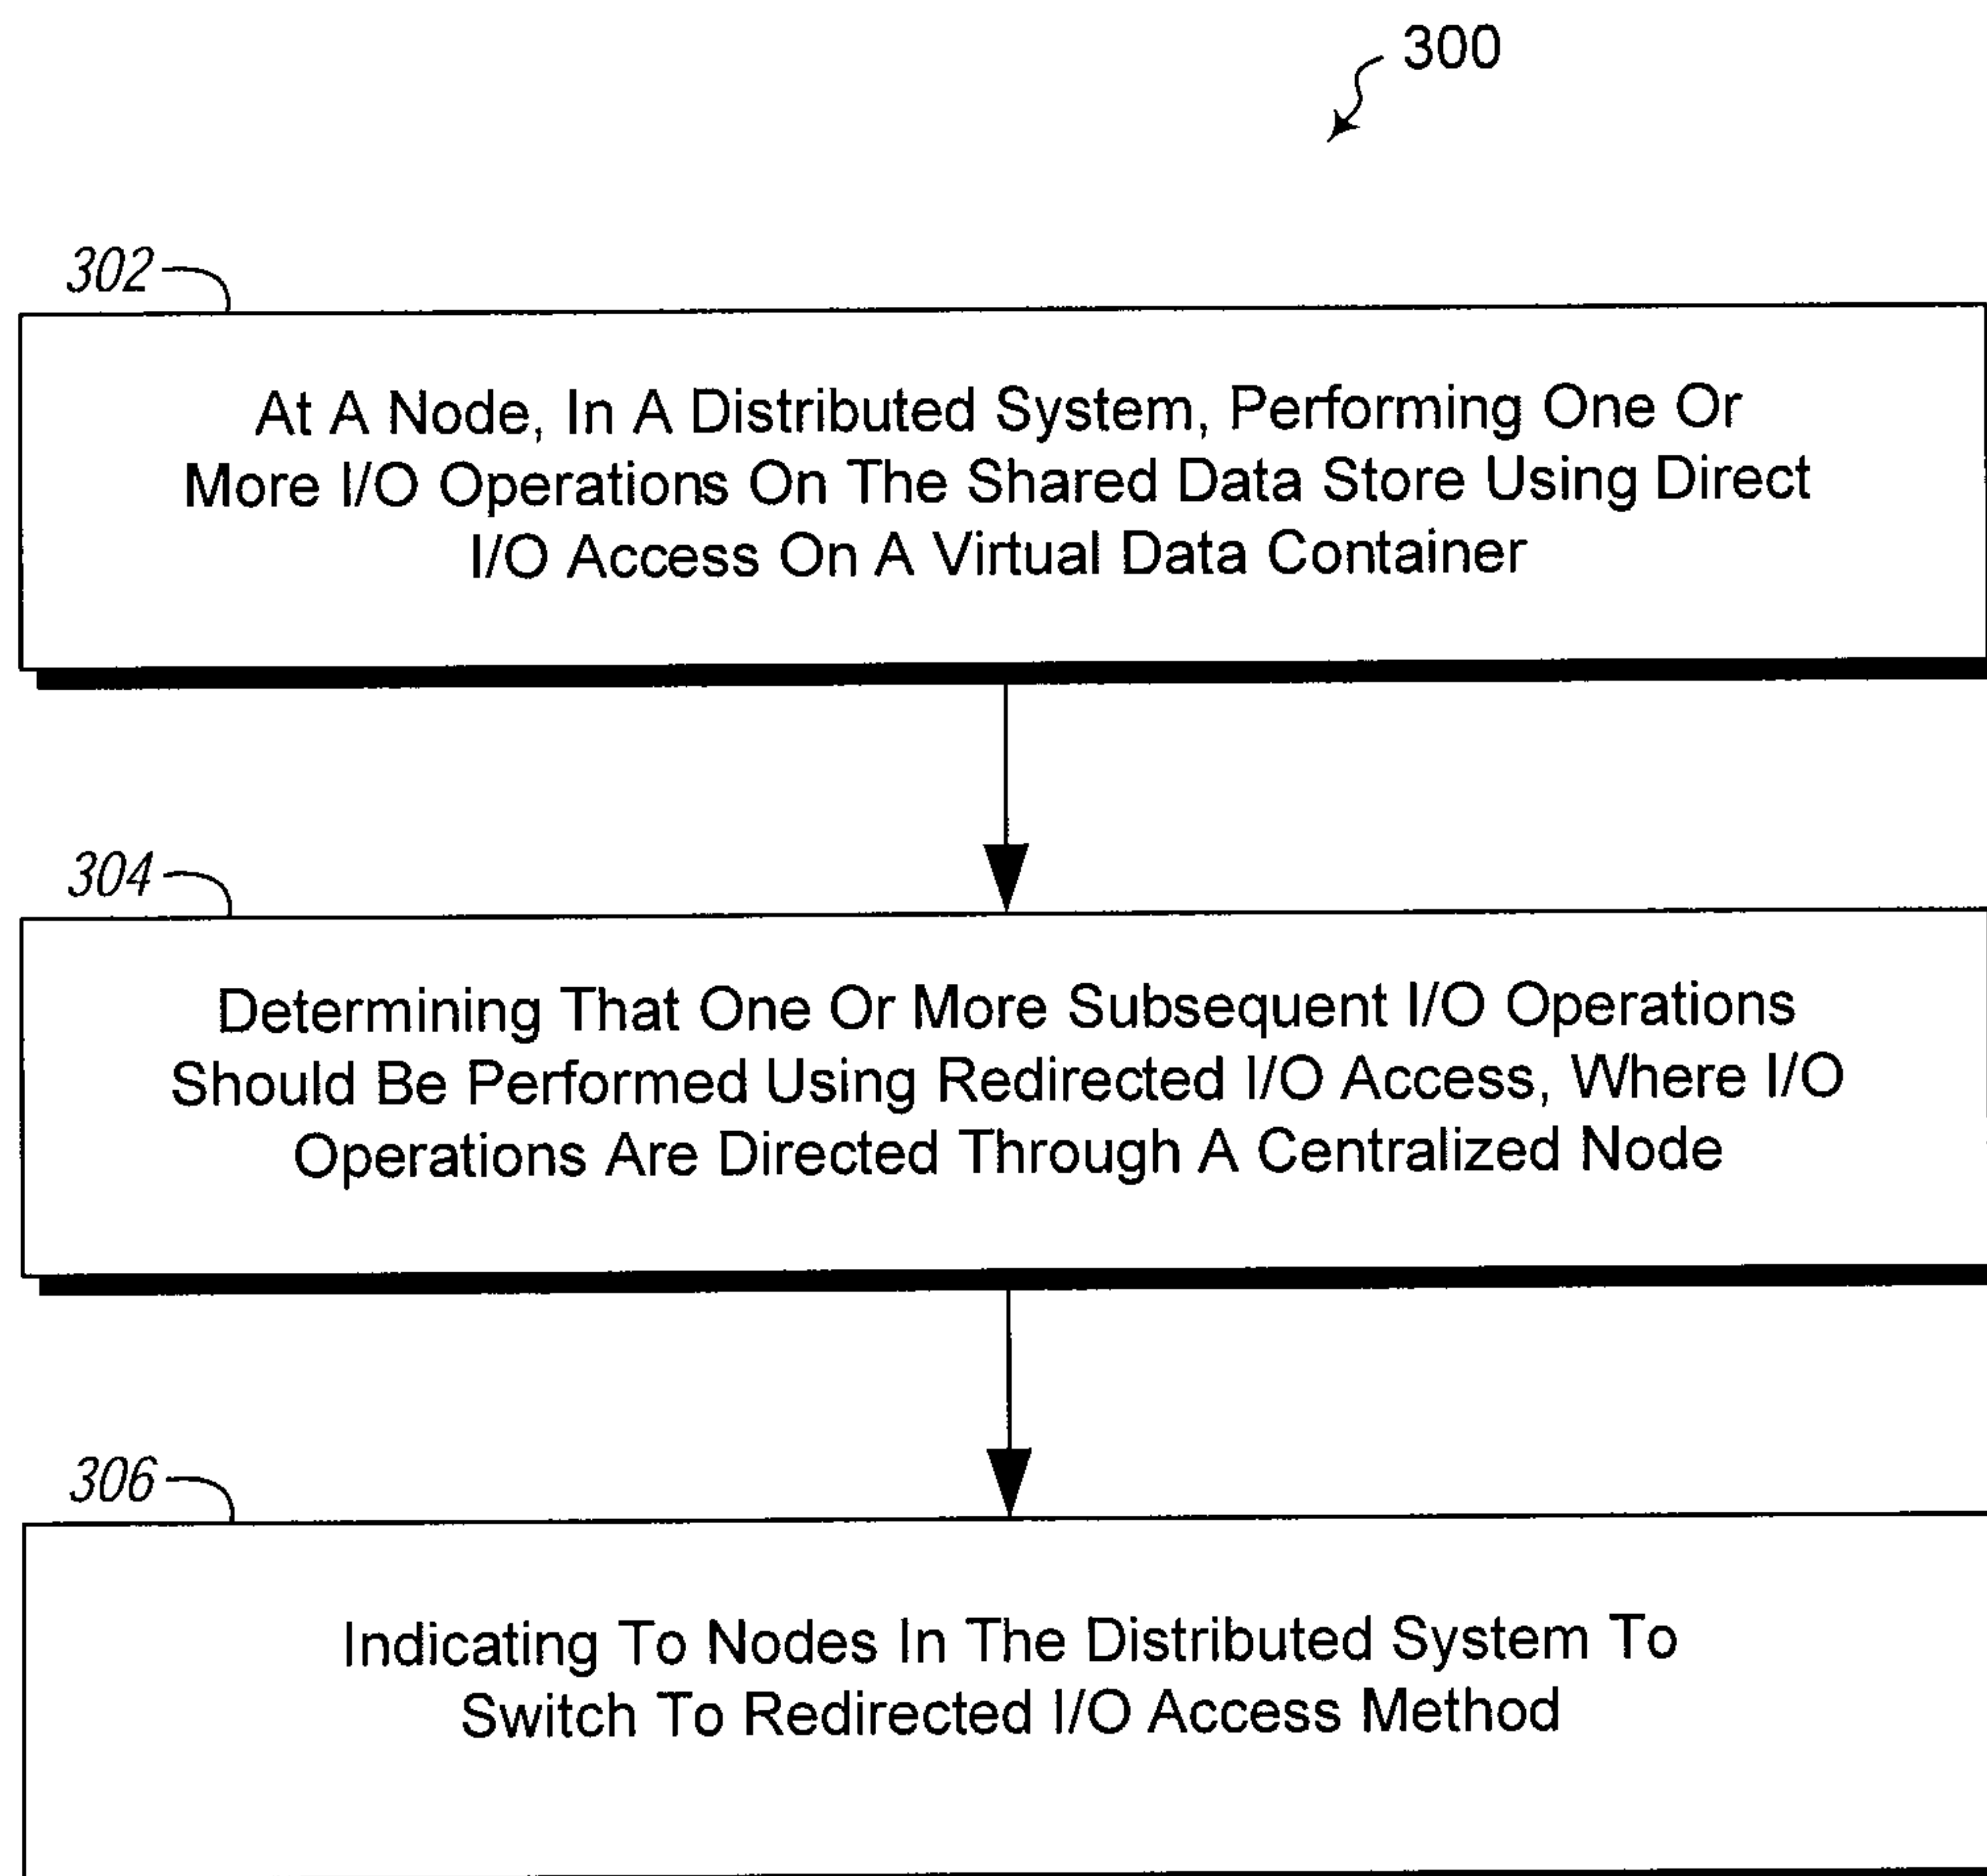 300
302
At A Node, In A Distributed System, Performing One Or
More I/O Operations On The Shared Data Store Using Direct
I/O Access On A Virtual Data Container
304
Determining That One Or More Subsequent I/O Operations
Should Be Performed Using Redirected I/O Access, Where I/O
Operations Are Directed Through A Centralized Node
306
Indicating To Nodes In The Distributed System To
Switch To Redirected I/O Access Method